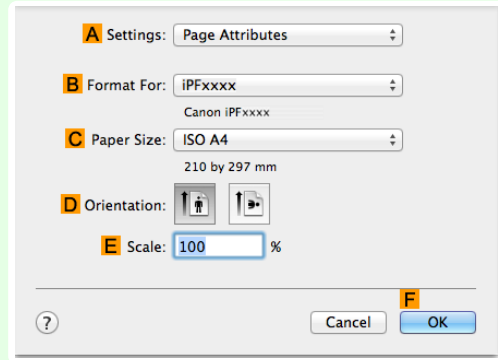 A Settings: Page Attributes
B Format For: iPFxxxx
Canon iPFxxxx
C Paper Size: ISO A4
210 by 297 mm
D Orientation:
E Scale: 100 %
F
? Cancel OK